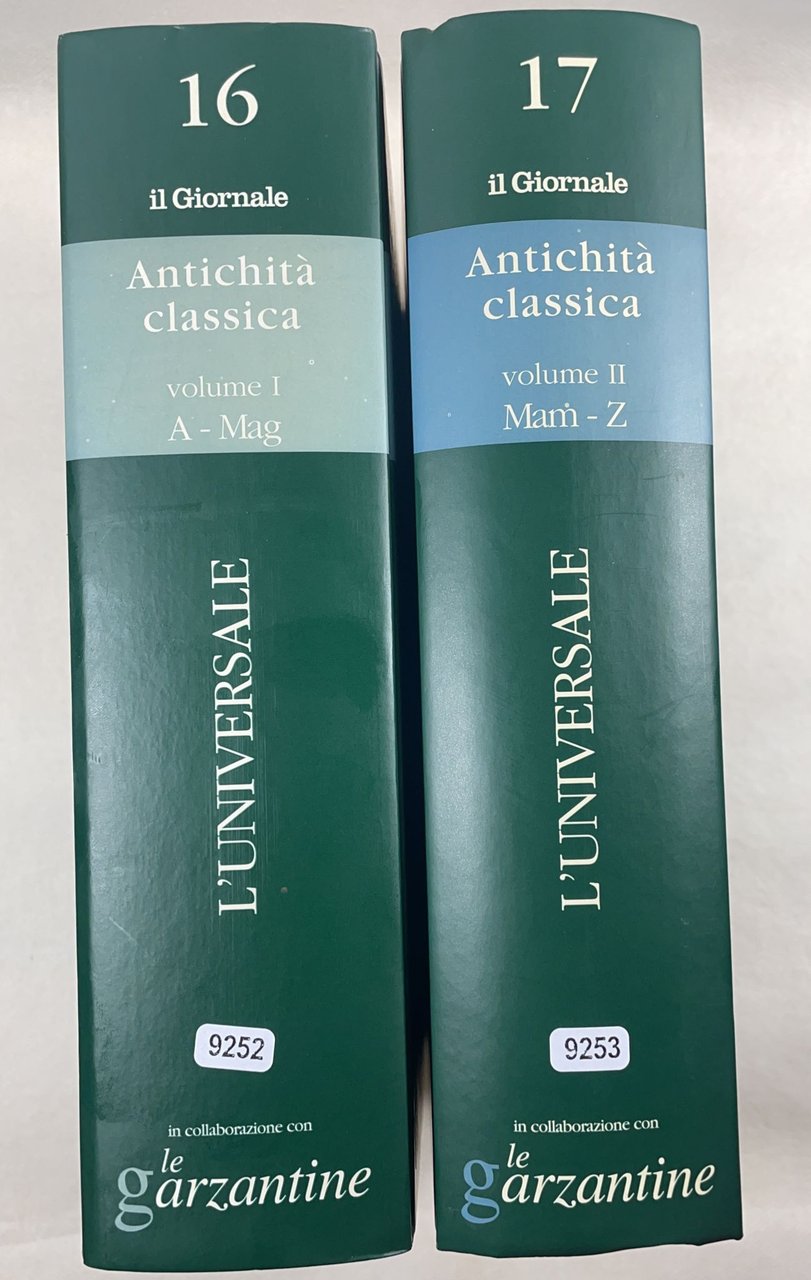 16
il Giornale
Antichità
classica
volume I
A - Mag
L'UNIVERSALE
9252
in collaborazione con
le
garzantine
17
il Giornale
Antichità
classica
volume II
Mam - Z
L'UNIVERSALE
9253
in collaborazione con
le
garzantine